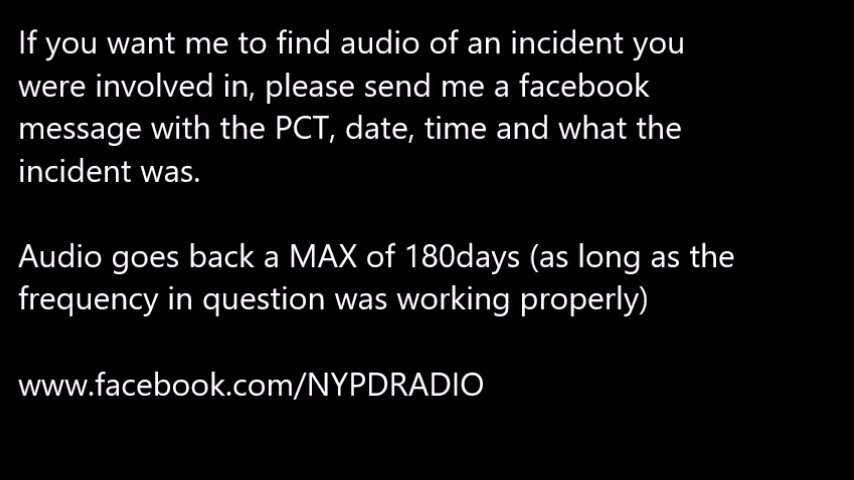 If you want me to find audio of an incident you
were involved in, please send me a facebook
message with the PCT, date, time and what the
incident was.
Audio goes back a MAX of 180days (as long as the
frequency in question was working properly)
www.facebook.com/NYPDRADIO